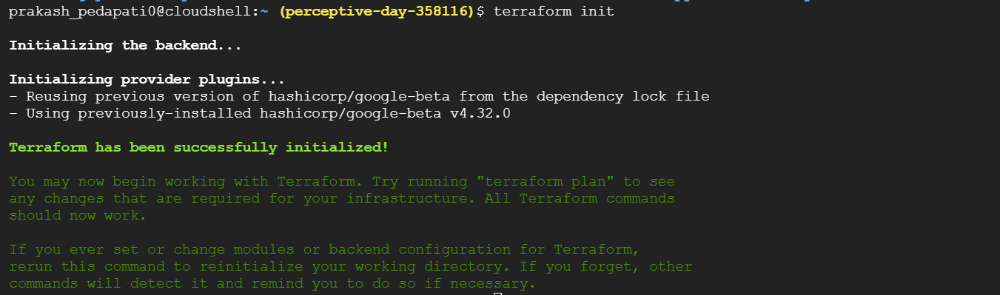 prakash_pedapati0@cloudshell:~ (perceptive-day-358116)$ terraform init
Initializing the backend...
Initializing provider plugins...
- Reusing previous version of hashicorp/google-beta from the dependency lock file
- Using previously-installed hashicorp/google-beta v4.32.0
Terraform has been successfully initialized!
You may now begin working with Terraform. Try running "terraform plan" to see
any changes that are required for your infrastructure. All Terraform commands
should now work.
If you ever set or change modules or backend configuration for Terraform,
rerun this command to reinitialize your working directory. If you forget, other
commands will detect it and remind you to do so if necessary.